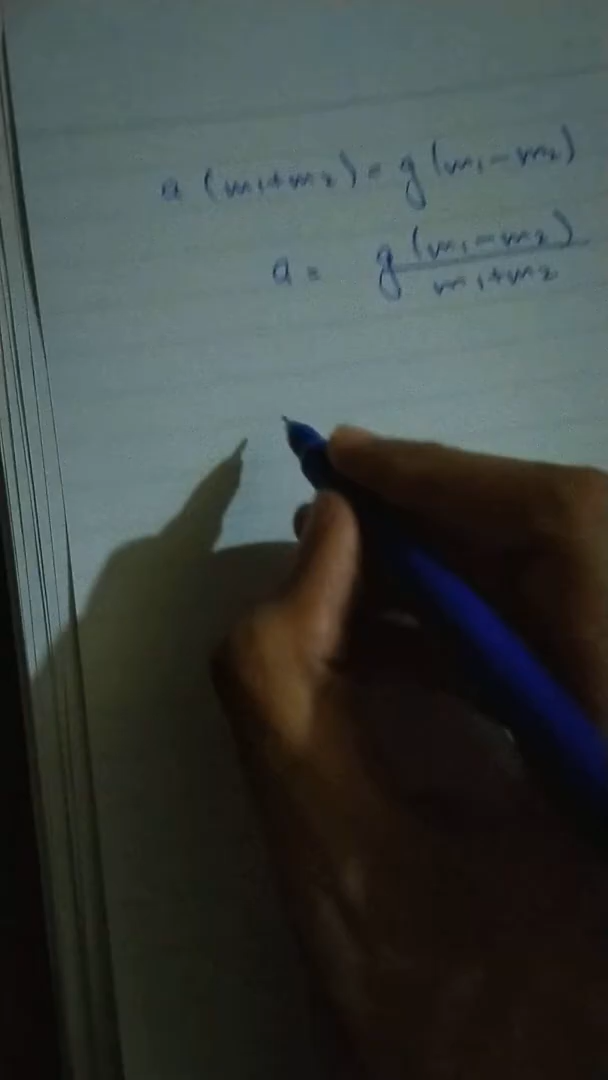 a (m₁+m₂) = g (m₁-m₂)
a = g (m₁-m₂) / m₁+m₂